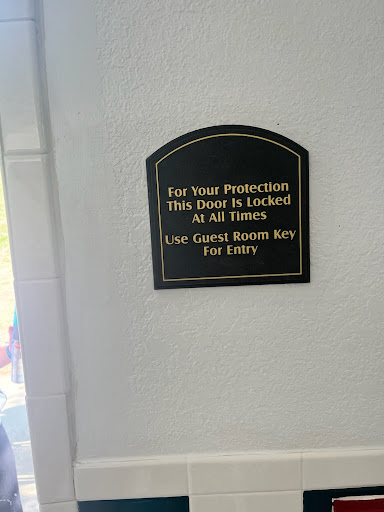 For Your Protection
This Door Is Locked
At All Times
Use Guest Room Key
For Entry